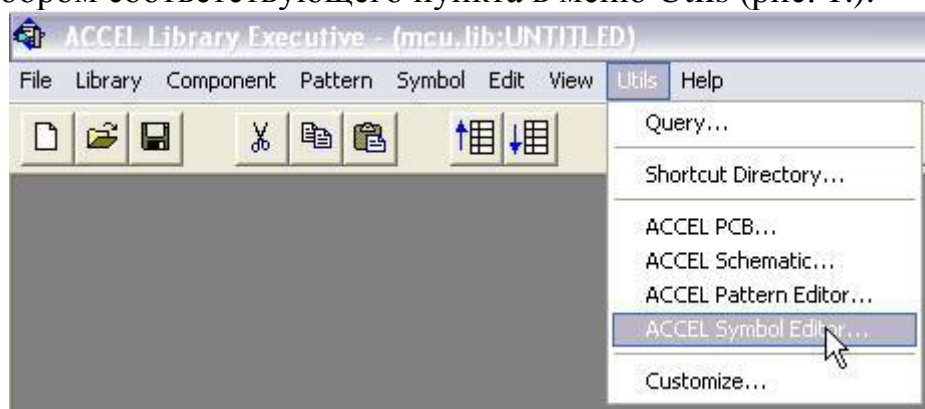 соответствующего пункта в меню Utils (рис. 1.).
ACCEL Library Executive - (mcu.lib:UNTITLED)
File Library Component Pattern Symbol Edit View Utils Help
Query...
Shortcut Directory...
ACCEL PCB...
ACCEL Schematic...
ACCEL Pattern Editor...
ACCEL Symbol Editor...
Customize...